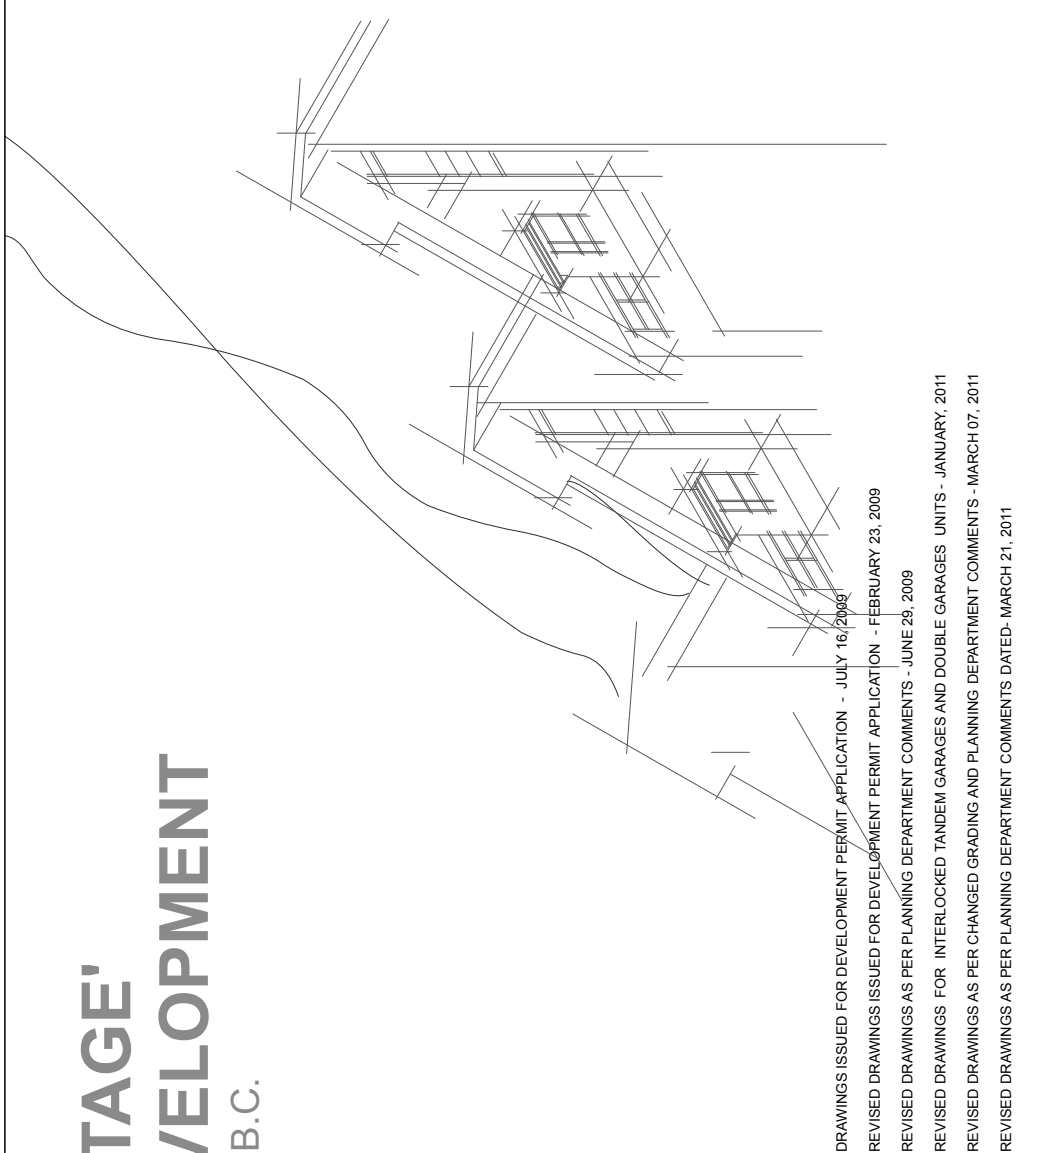 TAGE'
VELOPMENT
B.C.
DRAWINGS ISSUED FOR DEVELOPMENT PERMIT APPLICATION - JULY 16, 2009
REVISED DRAWINGS ISSUED FOR DEVELOPMENT PERMIT APPLICATION - FEBRUARY 23, 2009
REVISED DRAWINGS AS PER PLANNING DEPARTMENT COMMENTS - JUNE 29, 2009
REVISED DRAWINGS FOR INTERLOCKED TANDEM GARAGES AND DOUBLE GARAGES UNITS - JANUARY, 2011
REVISED DRAWINGS AS PER CHANGED GRADING AND PLANNING DEPARTMENT COMMENTS - MARCH 07, 2011
REVISED DRAWINGS AS PER PLANNING DEPARTMENT COMMENTS DATED- MARCH 21, 2011